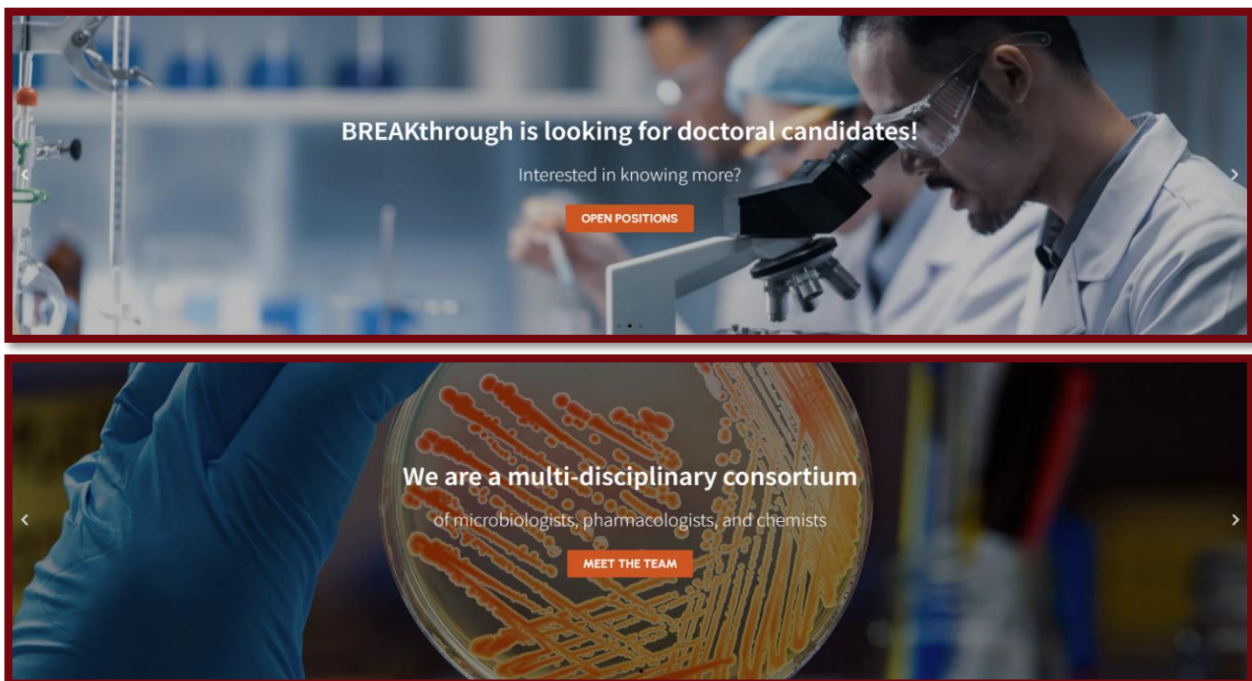 BREAKthrough is looking for doctoral candidates!
Interested in knowing more?
OPEN POSITIONS
We are a multi-disciplinary consortium
of microbiologists, pharmacologists, and chemists
MEET THE TEAM